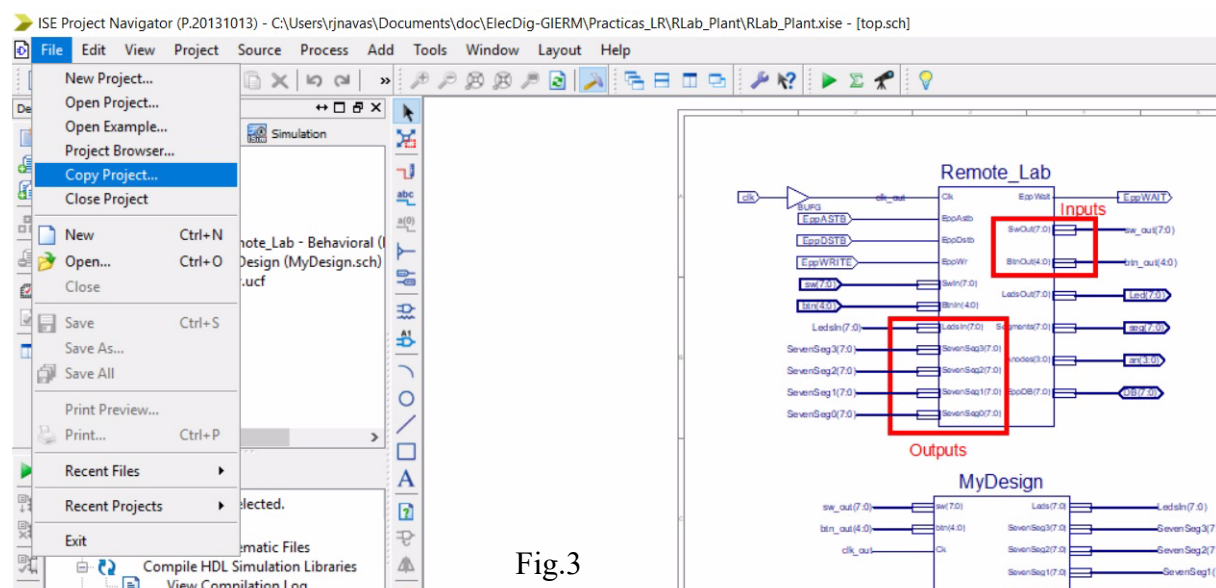 ISE Project Navigator (P.20131013) - C:\Users\rjnavas\Documents\doc\ElecDig-GIERM\Practicas_LR\RLab_Plant\RLab_Plant.xise - [top.sch]
File Edit View Project Source Process Add Tools Window Layout Help
New Project...
Open Project...
Open Example...
Project Browser...
Copy Project...
Close Project
New Ctrl+N
Open... Ctrl+O
Close
Save Ctrl+S
Save As...
Save All
Print Preview...
Print... Ctrl+P
Recent Files
Recent Projects
Exit
De
Simulation
note_Lab - Behavioral (I
Design (MyDesign.sch)
.ucf
elected.
ematic Files
Compile HDL Simulation Libraries
View Compilation Log
abc
a(0)
A1
A
Remote_Lab
clk clk_out Clk Epp Wait EppWAIT
BUFG
Inputs
EppASTB EppAstb SwOut(7:0) sw_out(7:0)
EppDSTB EppDstb
EppWRITE EppWr BtnOut(4:0) btn_out(4:0)
sw(7:0) SwIn(7:0)
LedsOut(7:0) Led(7:0)
btn(4:0) BtnIn(4:0)
LedsIn(7:0) LedsIn(7:0) Segments(7:0) seg(7:0)
SevenSeg3(7:0) SevenSeg3(7:0)
Anodes(3:0) an(3:0)
SevenSeg2(7:0) SevenSeg2(7:0)
SevenSeg1(7:0) SevenSeg1(7:0) EppDB(7:0) DB(7:0)
SevenSeg0(7:0) SevenSeg0(7:0)
Outputs
MyDesign
sw_out(7:0) sw(7:0) Leds(7:0) LedsIn(7:0)
btn_out(4:0) btn(4:0) SevenSeg3(7:0) SevenSeg3(7
clk_out Clk SevenSeg2(7:0) SevenSeg2(7
SevenSeg1(7:0) SevenSeg1(
Fig.3